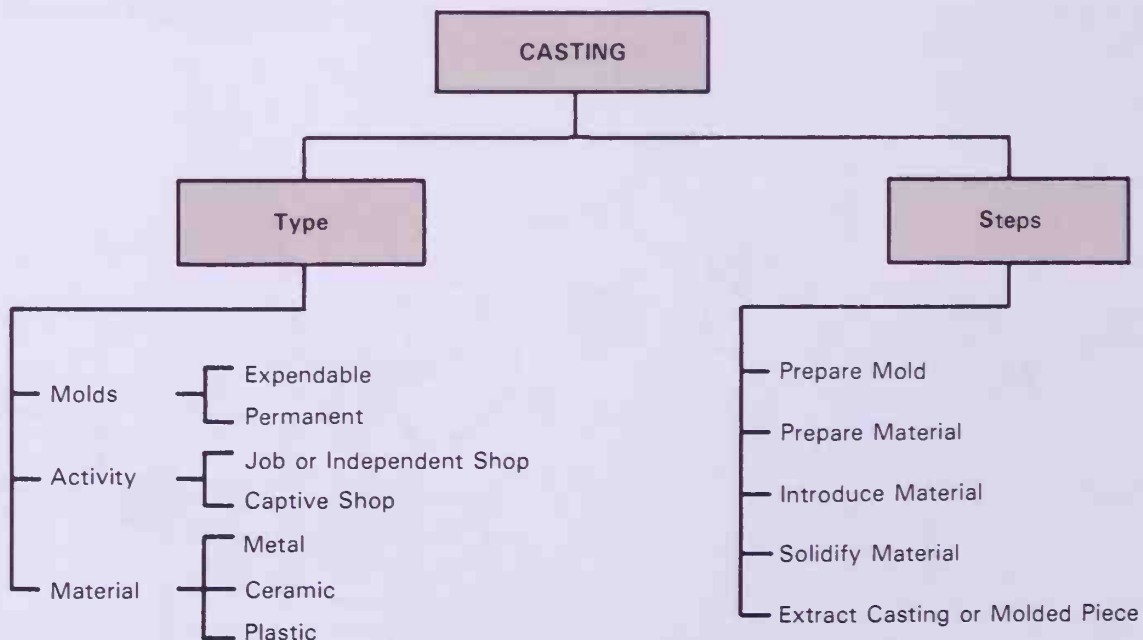 CASTING
Type
Molds
Expendable
Permanent
Activity
Job or Independent Shop
Captive Shop
Material
Metal
Ceramic
Plastic
Steps
Prepare Mold
Prepare Material
Introduce Material
Solidify Material
Extract Casting or Molded Piece